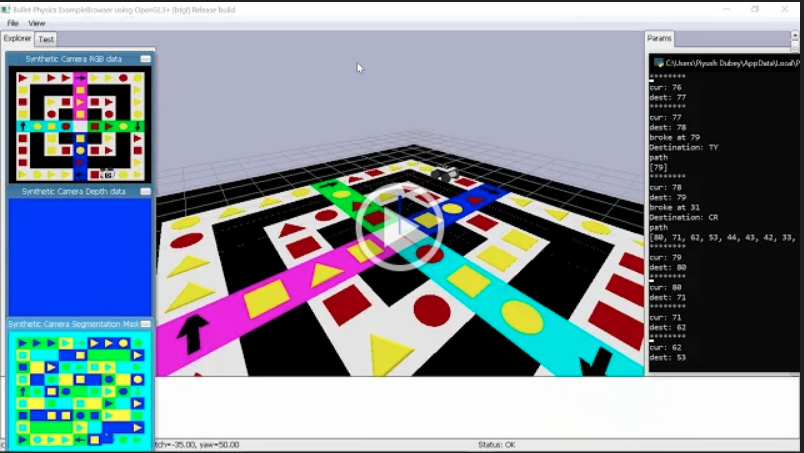 Bullet Physics ExampleBrowser using OpenGL3+ [btgl] Release build
File View
Explorer Test
Params
Synthetic Camera RGB data
Synthetic Camera Depth data
Synthetic Camera Segmentation Mask
C:\Users\Piyush Dubey\AppData\Local\P
********
cur: 76
dest: 77
********
cur: 77
dest: 78
broke at 79
Destination: TY
path
[79]
********
cur: 78
dest: 79
broke at 31
Destination: CR
path
[80, 71, 62, 53, 44, 43, 42, 33,
********
cur: 79
dest: 80
********
cur: 80
dest: 71
********
cur: 71
dest: 62
********
cur: 62
dest: 53
tch=-35.00, yaw=50.00
Status: OK